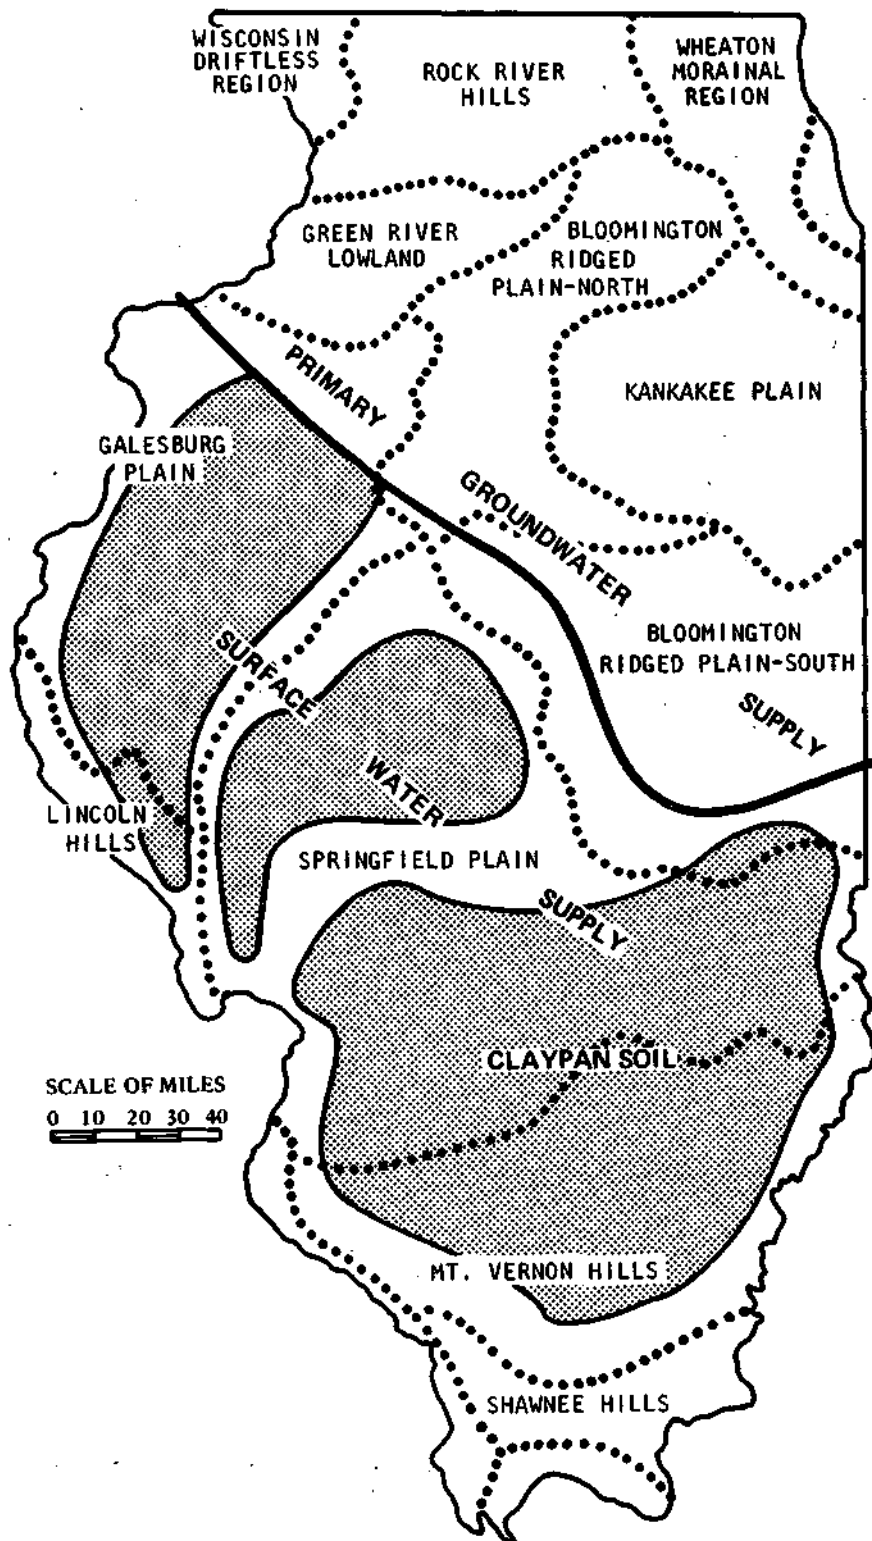 WISCONSIN
DRIFTLESS
REGION
ROCK RIVER
HILLS
WHEATON
MORAINAL
REGION
GREEN RIVER
LOWLAND
BLOOMINGTON
RIDGED
PLAIN-NORTH
PRIMARY
KANKAKEE PLAIN
GALESBURG
PLAIN
GROUNDWATER
BLOOMINGTON
RIDGED PLAIN-SOUTH
SURFACE
SUPPLY
WATER
LINCOLN
HILLS
SPRINGFIELD PLAIN
SUPPLY
CLAYPAN SOIL
SCALE OF MILES
0 10 20 30 40
MT. VERNON HILLS
SHAWNEE HILLS